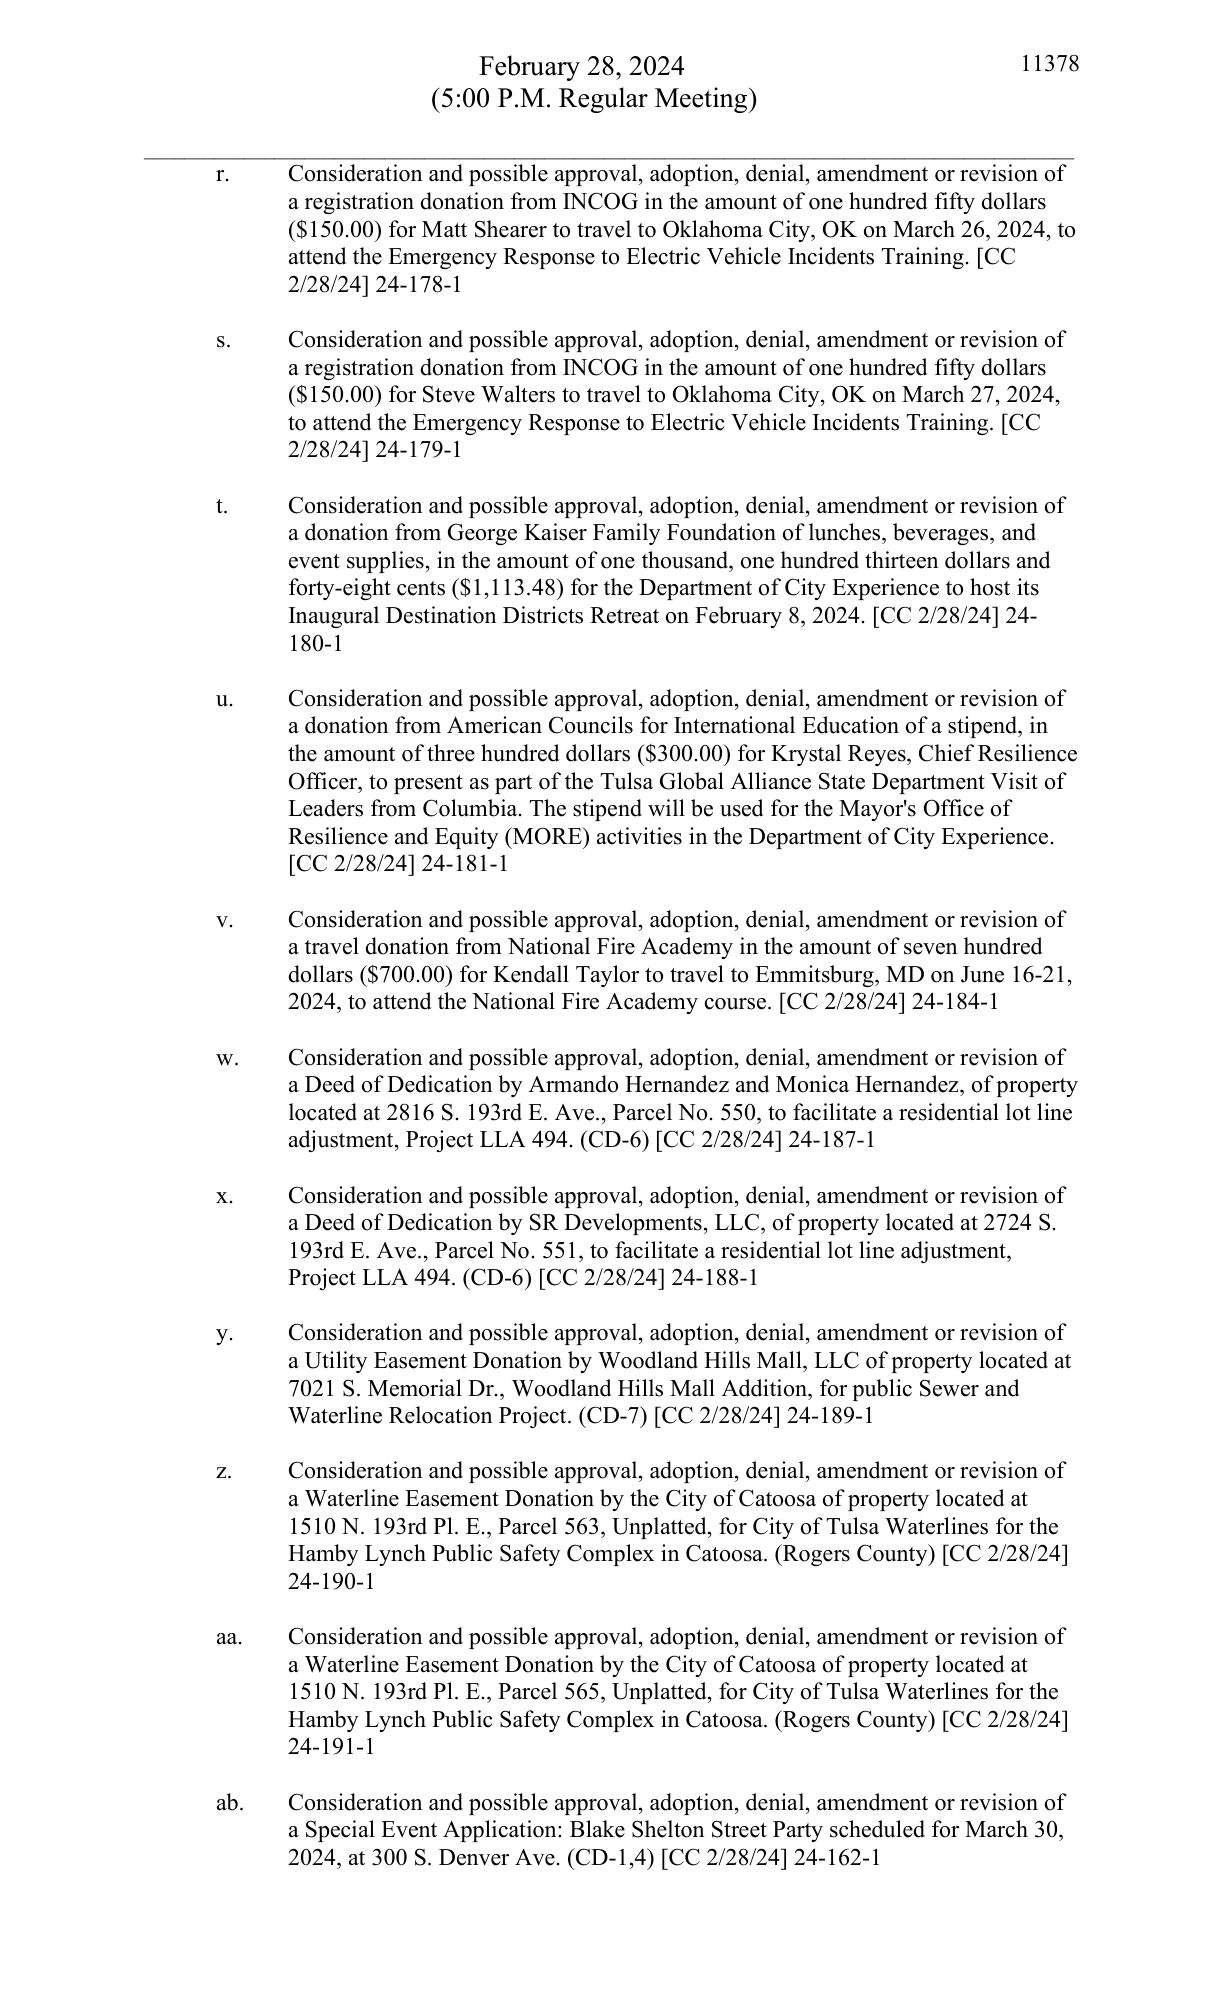 February 28, 2024
11378
(5:00 P.M. Regular Meeting)
r. Consideration and possible approval, adoption, denial, amendment or revision of
a registration donation from INCOG in the amount of one hundred fifty dollars
($150.00) for Matt Shearer to travel to Oklahoma City, OK on March 26, 2024, to
attend the Emergency Response to Electric Vehicle Incidents Training. [CC
2/28/24] 24-178-1
s. Consideration and possible approval, adoption, denial, amendment or revision of
a registration donation from INCOG in the amount of one hundred fifty dollars
($150.00) for Steve Walters to travel to Oklahoma City, OK on March 27, 2024,
to attend the Emergency Response to Electric Vehicle Incidents Training. [CC
2/28/24] 24-179-1
t. Consideration and possible approval, adoption, denial, amendment or revision of
a donation from George Kaiser Family Foundation of lunches, beverages, and
event supplies, in the amount of one thousand, one hundred thirteen dollars and
forty-eight cents ($1,113.48) for the Department of City Experience to host its
Inaugural Destination Districts Retreat on February 8, 2024. [CC 2/28/24] 24-
180-1
u. Consideration and possible approval, adoption, denial, amendment or revision of
a donation from American Councils for International Education of a stipend, in
the amount of three hundred dollars ($300.00) for Krystal Reyes, Chief Resilience
Officer, to present as part of the Tulsa Global Alliance State Department Visit of
Leaders from Columbia. The stipend will be used for the Mayor's Office of
Resilience and Equity (MORE) activities in the Department of City Experience.
[CC 2/28/24] 24-181-1
v. Consideration and possible approval, adoption, denial, amendment or revision of
a travel donation from National Fire Academy in the amount of seven hundred
dollars ($700.00) for Kendall Taylor to travel to Emmitsburg, MD on June 16-21,
2024, to attend the National Fire Academy course. [CC 2/28/24] 24-184-1
w. Consideration and possible approval, adoption, denial, amendment or revision of
a Deed of Dedication by Armando Hernandez and Monica Hernandez, of property
located at 2816 S. 193rd E. Ave., Parcel No. 550, to facilitate a residential lot line
adjustment, Project LLA 494. (CD-6) [CC 2/28/24] 24-187-1
x. Consideration and possible approval, adoption, denial, amendment or revision of
a Deed of Dedication by SR Developments, LLC, of property located at 2724 S.
193rd E. Ave., Parcel No. 551, to facilitate a residential lot line adjustment,
Project LLA 494. (CD-6) [CC 2/28/24] 24-188-1
y. Consideration and possible approval, adoption, denial, amendment or revision of
a Utility Easement Donation by Woodland Hills Mall, LLC of property located at
7021 S. Memorial Dr., Woodland Hills Mall Addition, for public Sewer and
Waterline Relocation Project. (CD-7) [CC 2/28/24] 24-189-1
z. Consideration and possible approval, adoption, denial, amendment or revision of
a Waterline Easement Donation by the City of Catoosa of property located at
1510 N. 193rd Pl. E., Parcel 563, Unplatted, for City of Tulsa Waterlines for the
Hamby Lynch Public Safety Complex in Catoosa. (Rogers County) [CC 2/28/24]
24-190-1
aa. Consideration and possible approval, adoption, denial, amendment or revision of
a Waterline Easement Donation by the City of Catoosa of property located at
1510 N. 193rd Pl. E., Parcel 565, Unplatted, for City of Tulsa Waterlines for the
Hamby Lynch Public Safety Complex in Catoosa. (Rogers County) [CC 2/28/24]
24-191-1
ab. Consideration and possible approval, adoption, denial, amendment or revision of
a Special Event Application: Blake Shelton Street Party scheduled for March 30,
2024, at 300 S. Denver Ave. (CD-1,4) [CC 2/28/24] 24-162-1